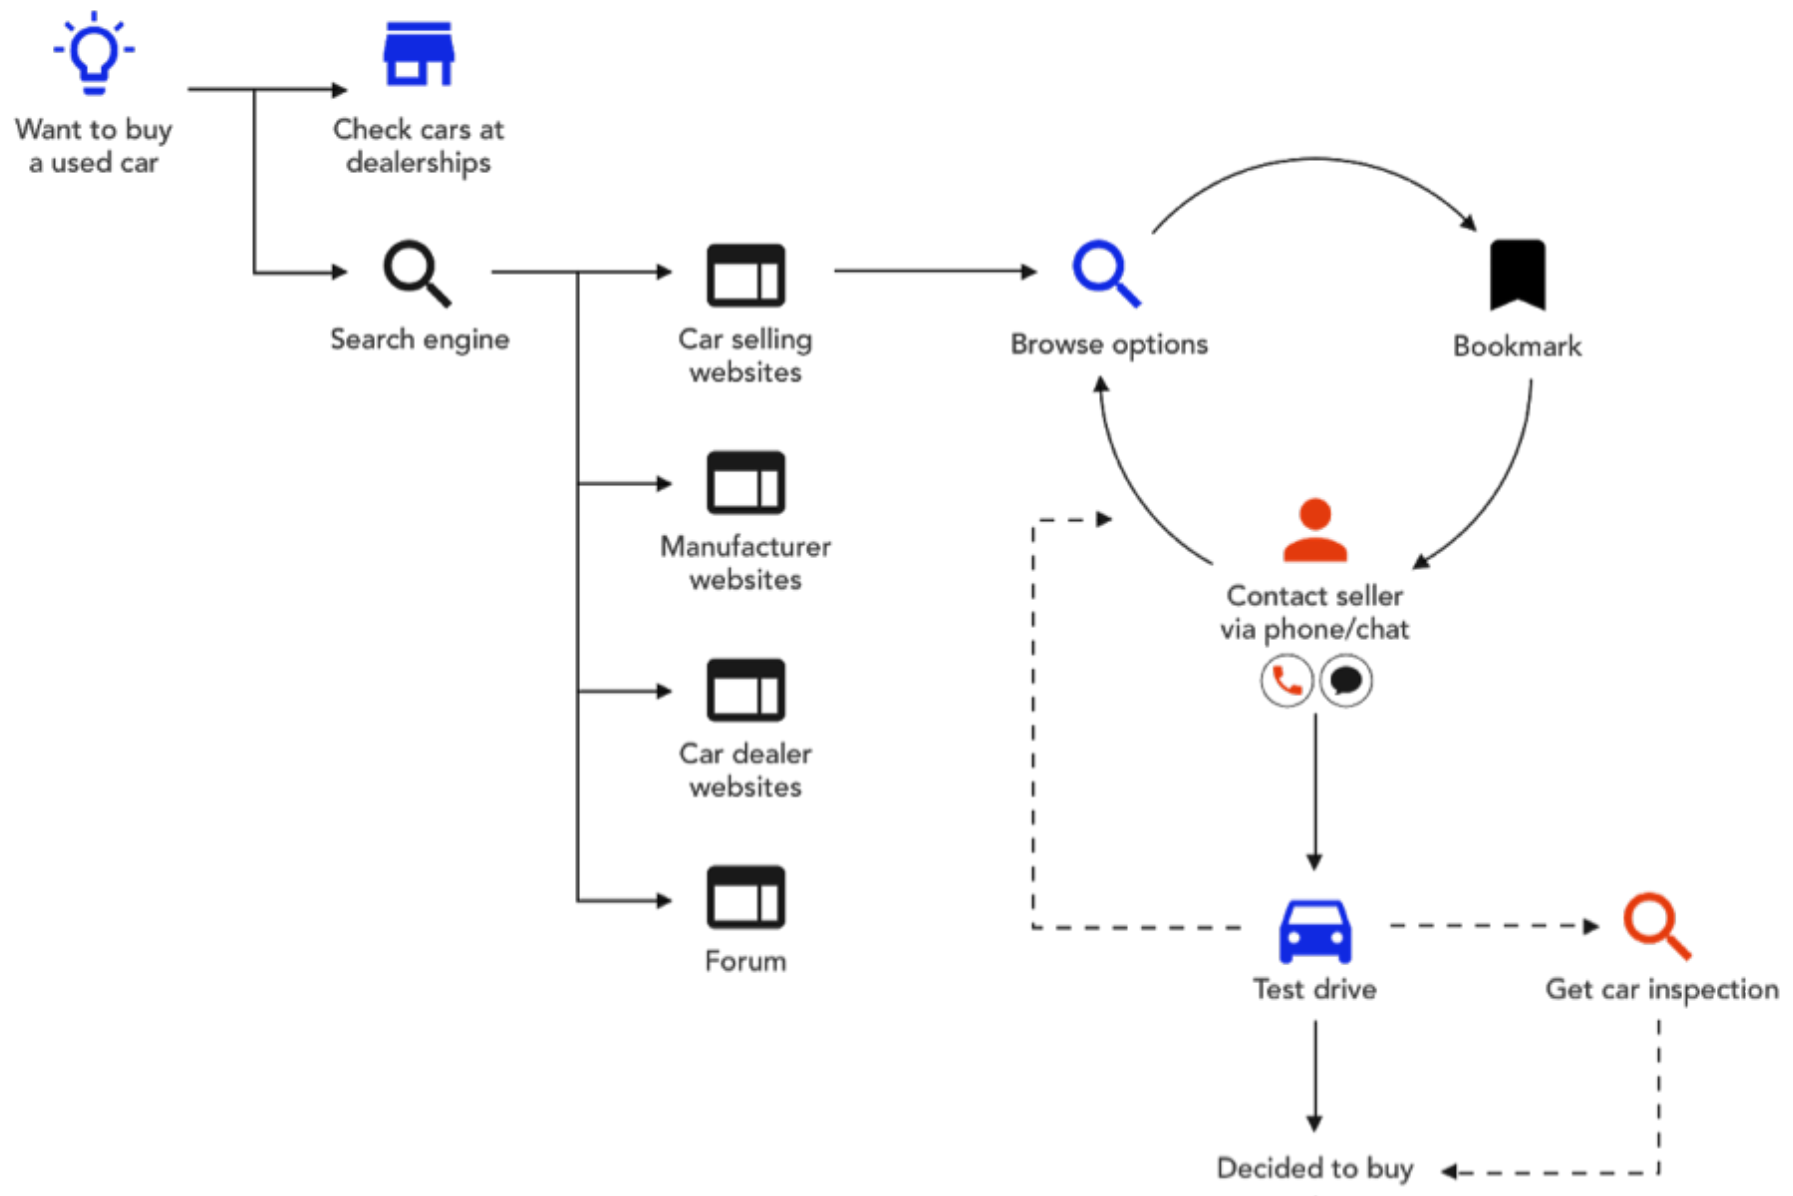 Want to buy
a used car
Check cars at
dealerships
Search engine
Car selling
websites
Browse options
Bookmark
Manufacturer
websites
Contact seller
via phone/chat
Car dealer
websites
Forum
Test drive
Get car inspection
Decided to buy